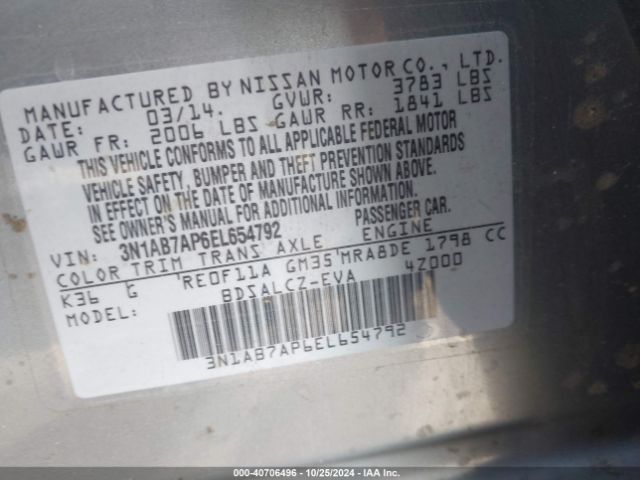 MANUFACTURED BY NISSAN MOTOR CO., LTD.
DATE: 03/14. GVWR: 3783 LBS
GAWR FR: 2006 LBS GAWR RR: 1841 LBS
THIS VEHICLE CONFORMS TO ALL APPLICABLE FEDERAL MOTOR
VEHICLE SAFETY, BUMPER AND THEFT PREVENTION STANDARDS
IN EFFECT ON THE DATE OF MANUFACTURE SHOWN ABOVE.
SEE OWNER'S MANUAL FOR ADDITIONAL INFORMATION.
VIN: 3N1AB7AP6EL654792 PASSENGER CAR.
COLOR TRIM TRANS AXLE ENGINE
K36 G RE0F11A GM35 MRA8DE 1798 CC
MODEL: BDSALCZ-EVA 4Z000
3N1AB7AP6EL654792
000-40706496 - 10/25/2024 - IAA Inc.